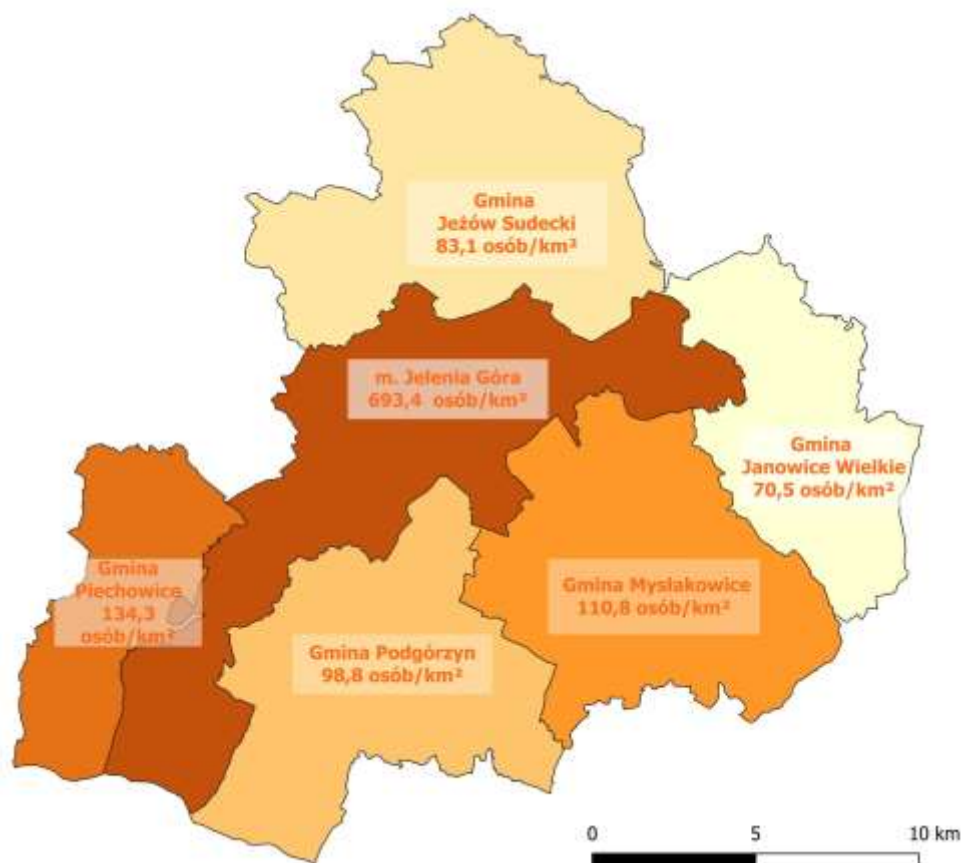 Gmina
Jeżów Sudecki
83,1 osób/km²
m. Jelenia Góra
693,4 osób/km²
Gmina
Janowice Wielkie
70,5 osób/km²
Gmina
Piechowice
134,3
osób/km²
Gmina Mysłakowice
110,8 osób/km²
Gmina Podgórzyn
98,8 osób/km²
0 5 10 km